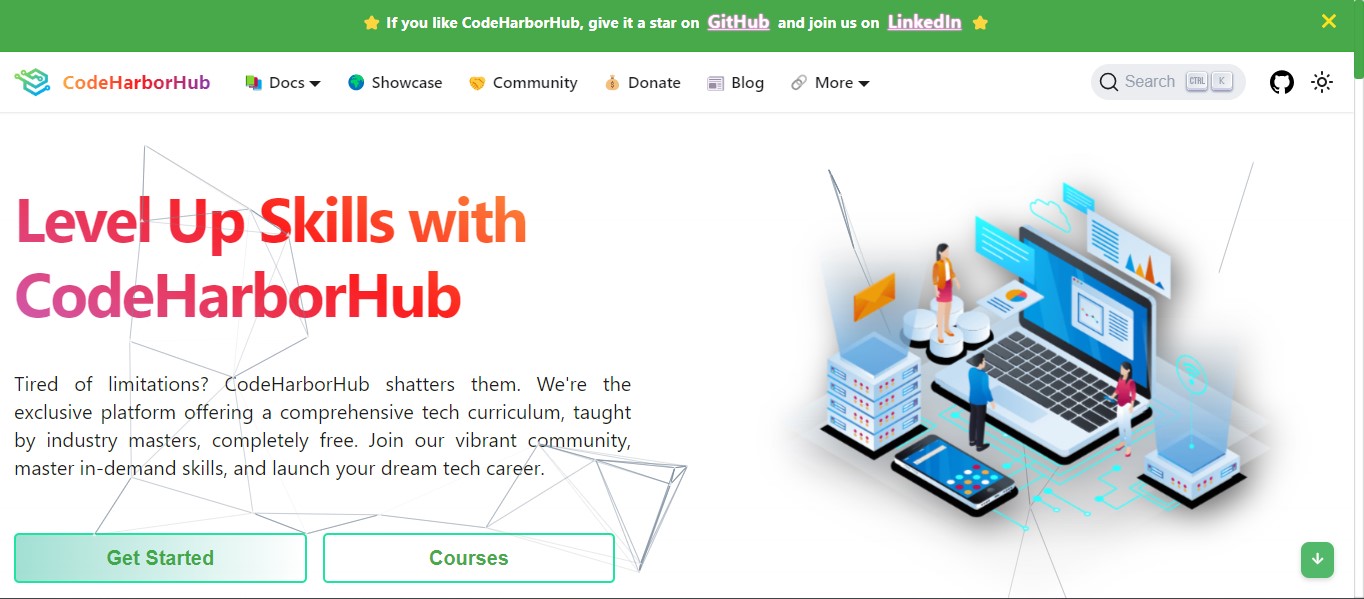 ⭐ If you like CodeHarborHub, give it a star on GitHub and join us on LinkedIn ⭐
CodeHarborHub Docs Showcase Community Donate Blog More Search CTRL K
Level Up Skills with
CodeHarborHub
Tired of limitations? CodeHarborHub shatters them. We're the
exclusive platform offering a comprehensive tech curriculum, taught
by industry masters, completely free. Join our vibrant community,
master in-demand skills, and launch your dream tech career.
Get Started Courses